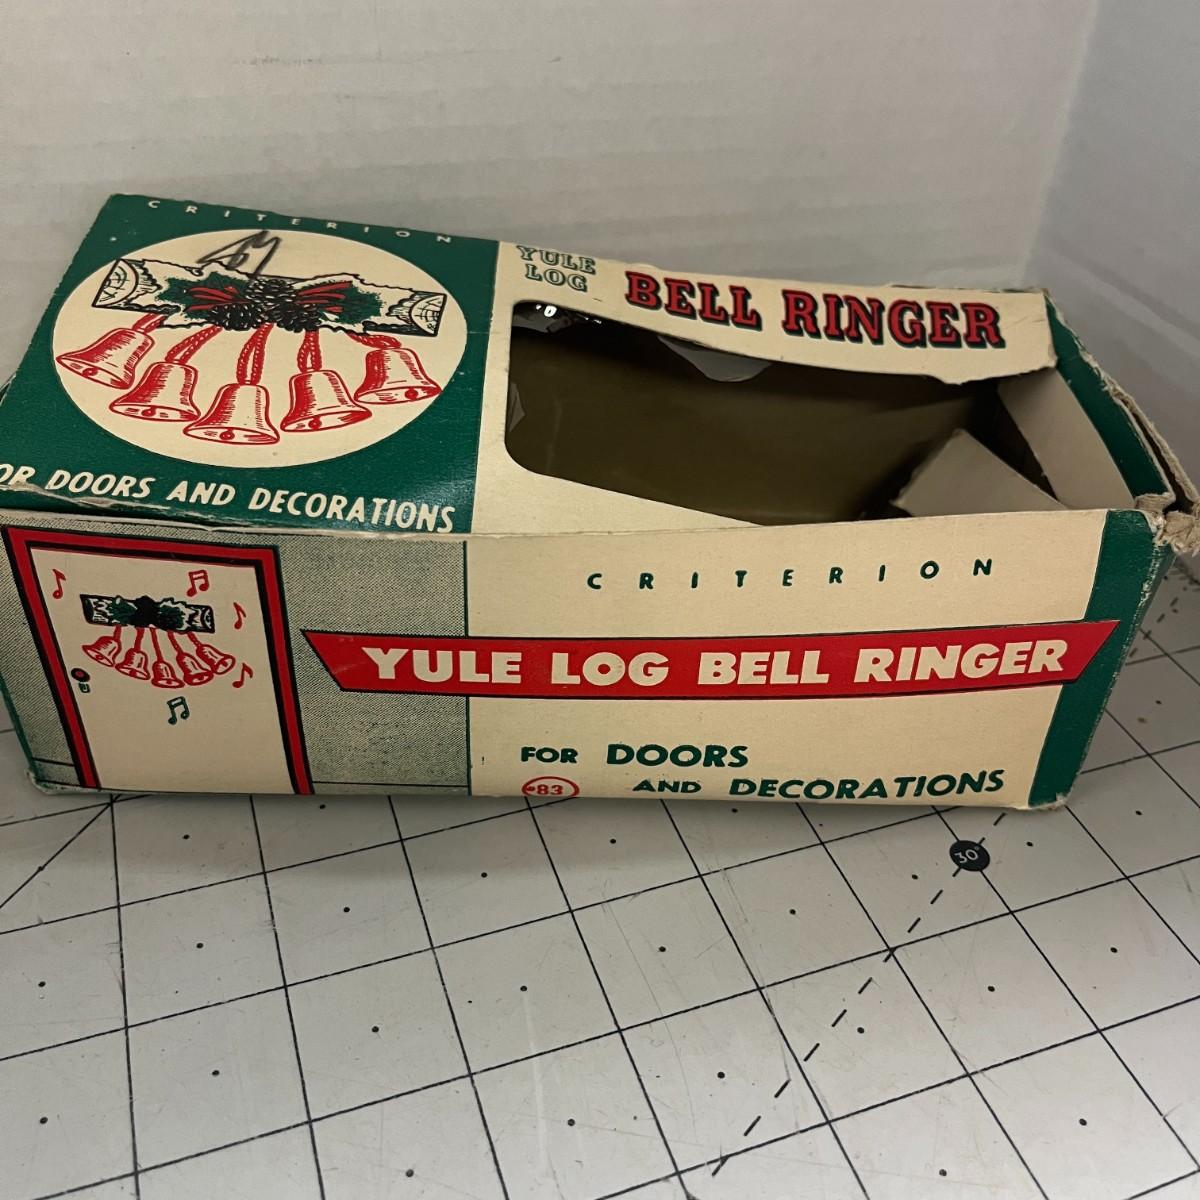 CRITERION
YULE
LOG
BELL RINGER
OR DOORS AND DECORATIONS
CRITERION
YULE LOG BELL RINGER
FOR DOORS
83
AND DECORATIONS
30°